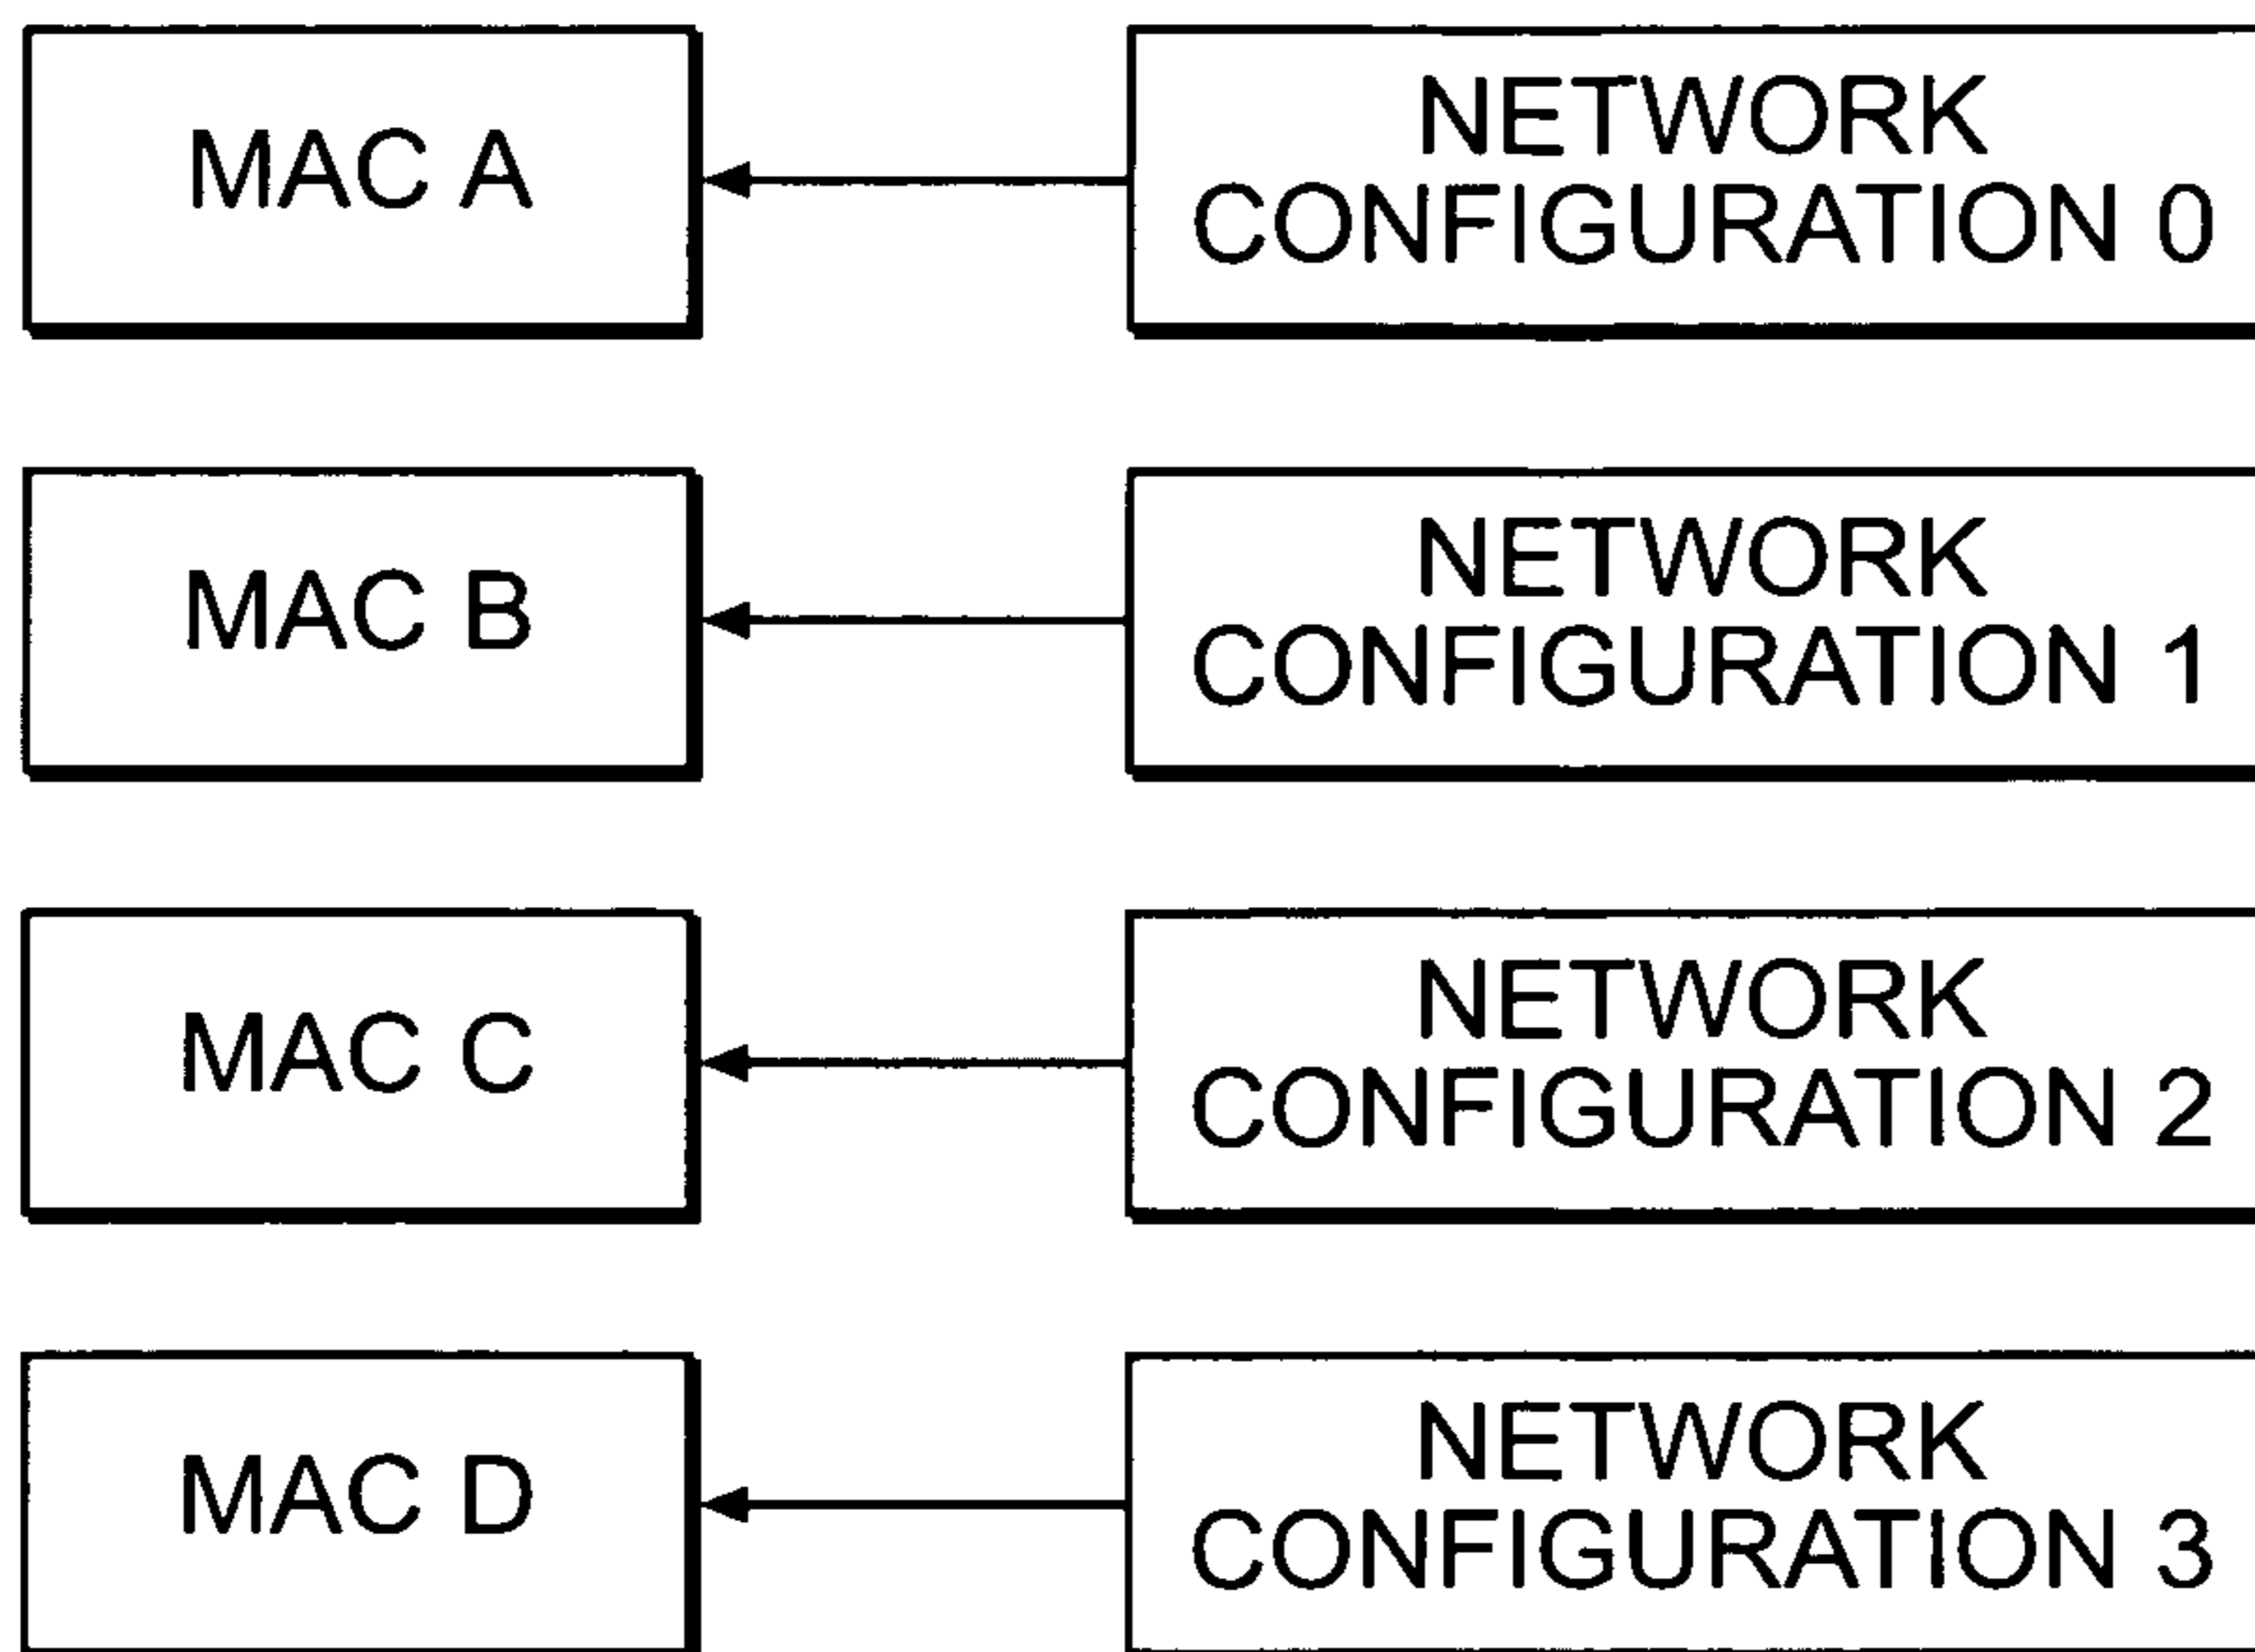 MAC A
NETWORK
CONFIGURATION 0
MAC B
NETWORK
CONFIGURATION 1
MAC C
NETWORK
CONFIGURATION 2
MAC D
NETWORK
CONFIGURATION 3